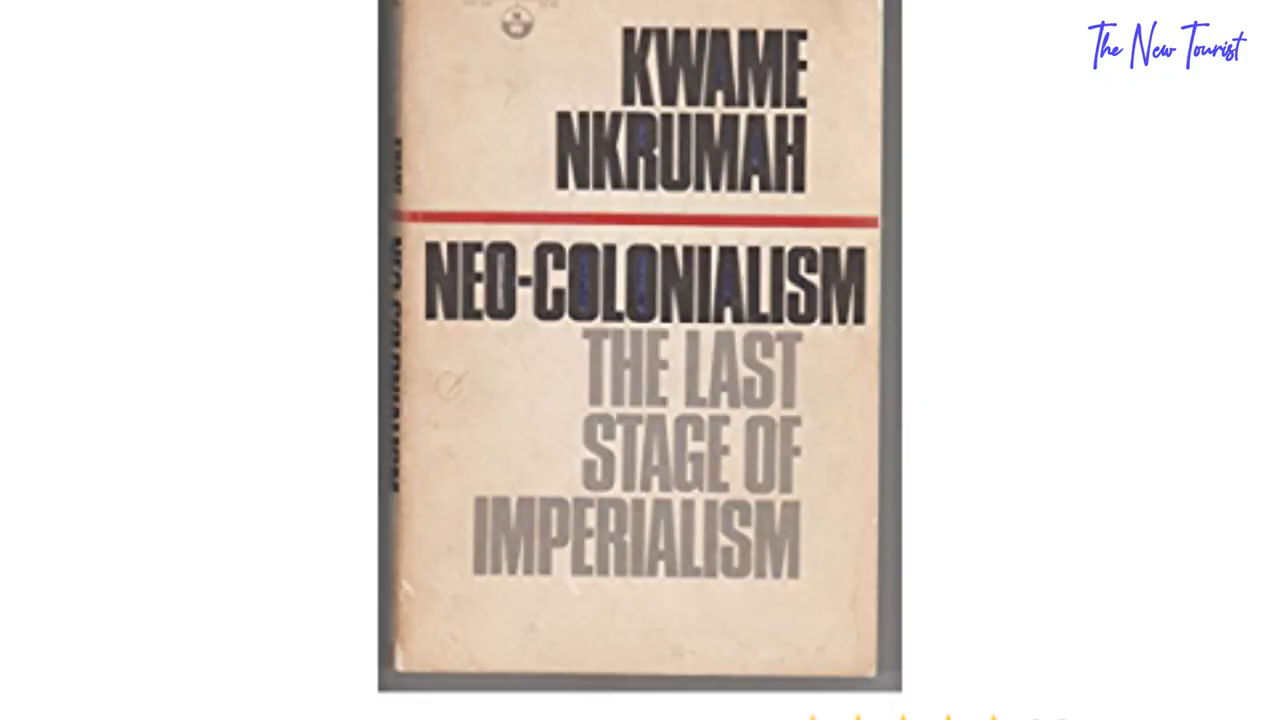 The New Tourist
KWAME
NKRUMAH
NEO-COLONIALISM
THE LAST
STAGE OF
IMPERIALISM